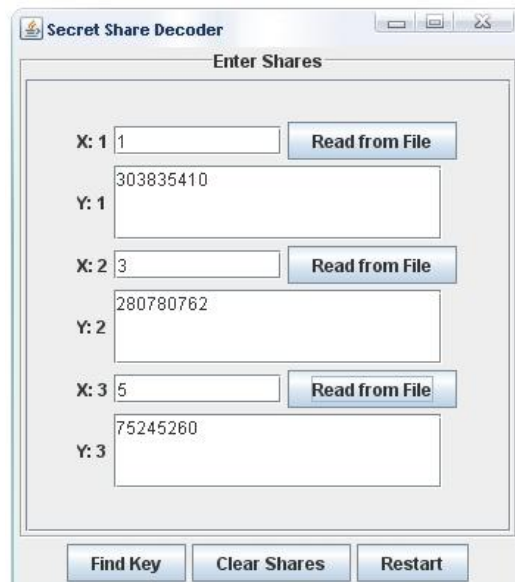 Secret Share Decoder
Enter Shares
X: 1 1 Read from File
Y: 1 303835410
X: 2 3 Read from File
Y: 2 280780762
X: 3 5 Read from File
Y: 3 75245260
Find Key Clear Shares Restart